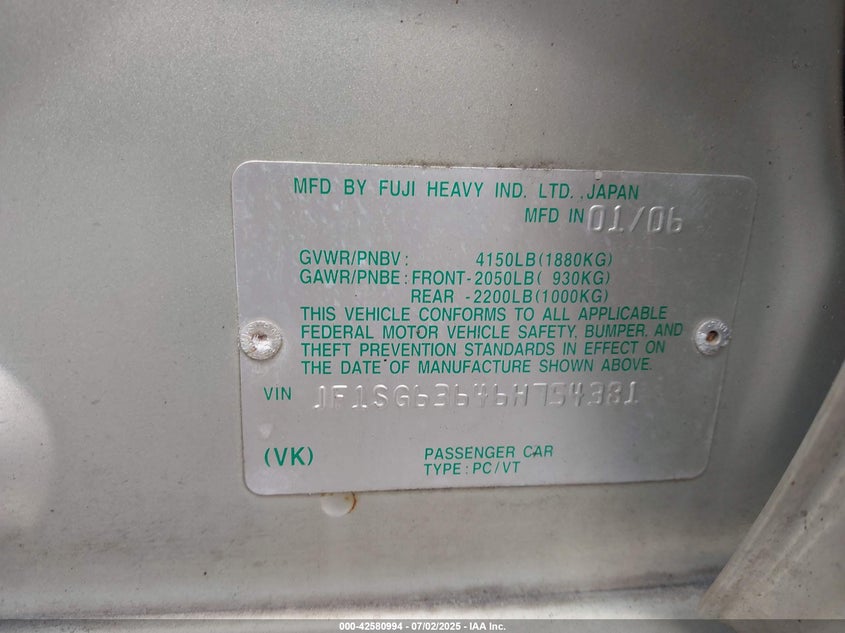 MFD BY FUJI HEAVY IND. LTD. ,JAPAN
MFD IN 01/06
GVWR/PNBV : 4150LB(1880KG)
GAWR/PNBE : FRONT-2050LB( 930KG)
REAR -2200LB(1000KG)
THIS VEHICLE CONFORMS TO ALL APPLICABLE
FEDERAL MOTOR VEHICLE SAFETY, BUMPER, AND
THEFT PREVENTION STANDARDS IN EFFECT ON
THE DATE OF MANUFACTURE SHOWN ABOVE.
VIN JF1SG63646H754381
(VK) PASSENGER CAR
TYPE : PC/VT
000-42580994 - 07/02/2025 - IAA Inc.